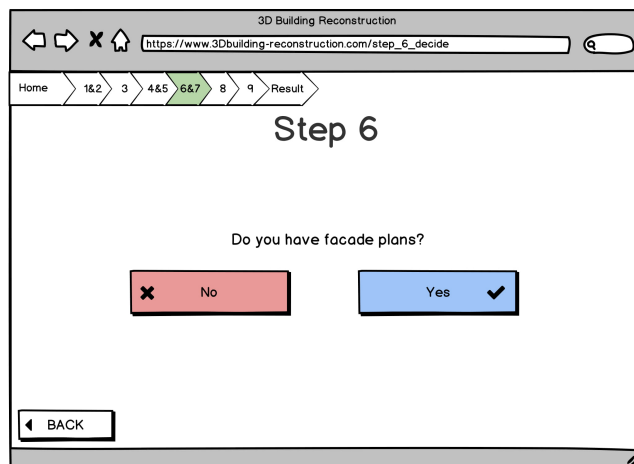 3D Building Reconstruction
https://www.3Dbuilding-reconstruction.com/step_6_decide
Home 1&2 3 4&5 6&7 8 9 Result
Step 6
Do you have facade plans?
No Yes
BACK